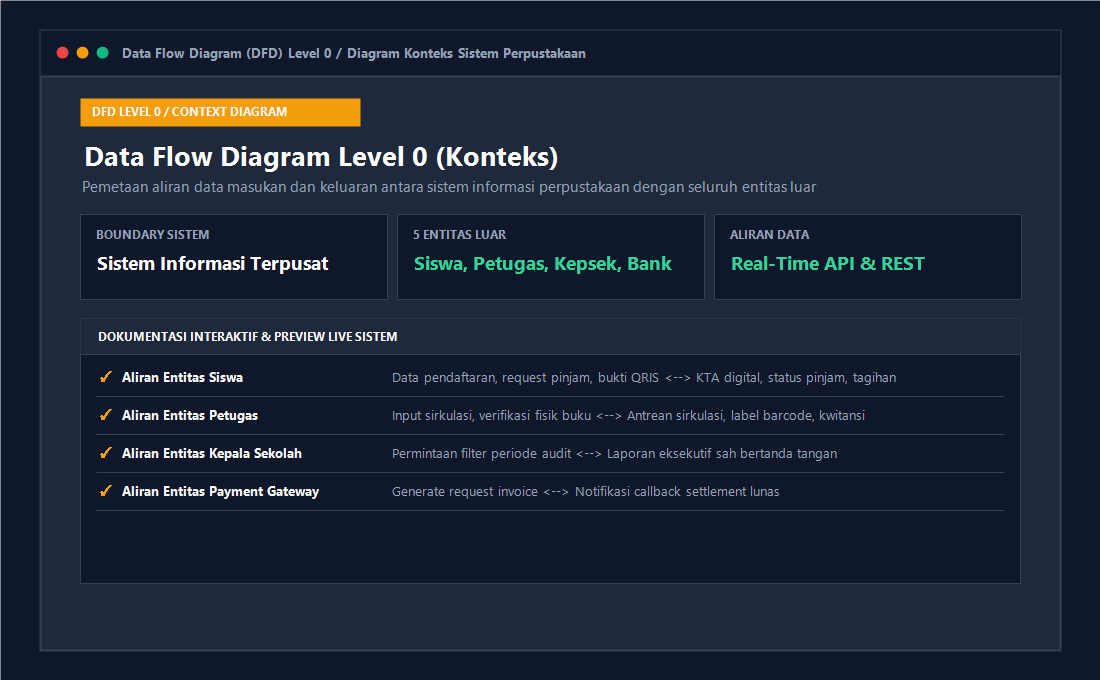 Data Flow Diagram (DFD) Level 0 / Diagram Konteks Sistem Perpustakaan
DFD LEVEL 0 / CONTEXT DIAGRAM
Data Flow Diagram Level 0 (Konteks)
Pemetaan aliran data masukan dan keluaran antara sistem informasi perpustakaan dengan seluruh entitas luar
BOUNDARY SISTEM
Sistem Informasi Terpusat
5 ENTITAS LUAR
Siswa, Petugas, Kepsek, Bank
ALIRAN DATA
Real-Time API & REST
DOKUMENTASI INTERAKTIF & PREVIEW LIVE SISTEM
✓ Aliran Entitas Siswa Data pendaftaran, request pinjam, bukti QRIS <--> KTA digital, status pinjam, tagihan
✓ Aliran Entitas Petugas Input sirkulasi, verifikasi fisik buku <--> Antrean sirkulasi, label barcode, kwitansi
✓ Aliran Entitas Kepala Sekolah Permintaan filter periode audit <--> Laporan eksekutif sah bertanda tangan
✓ Aliran Entitas Payment Gateway Generate request invoice <--> Notifikasi callback settlement lunas